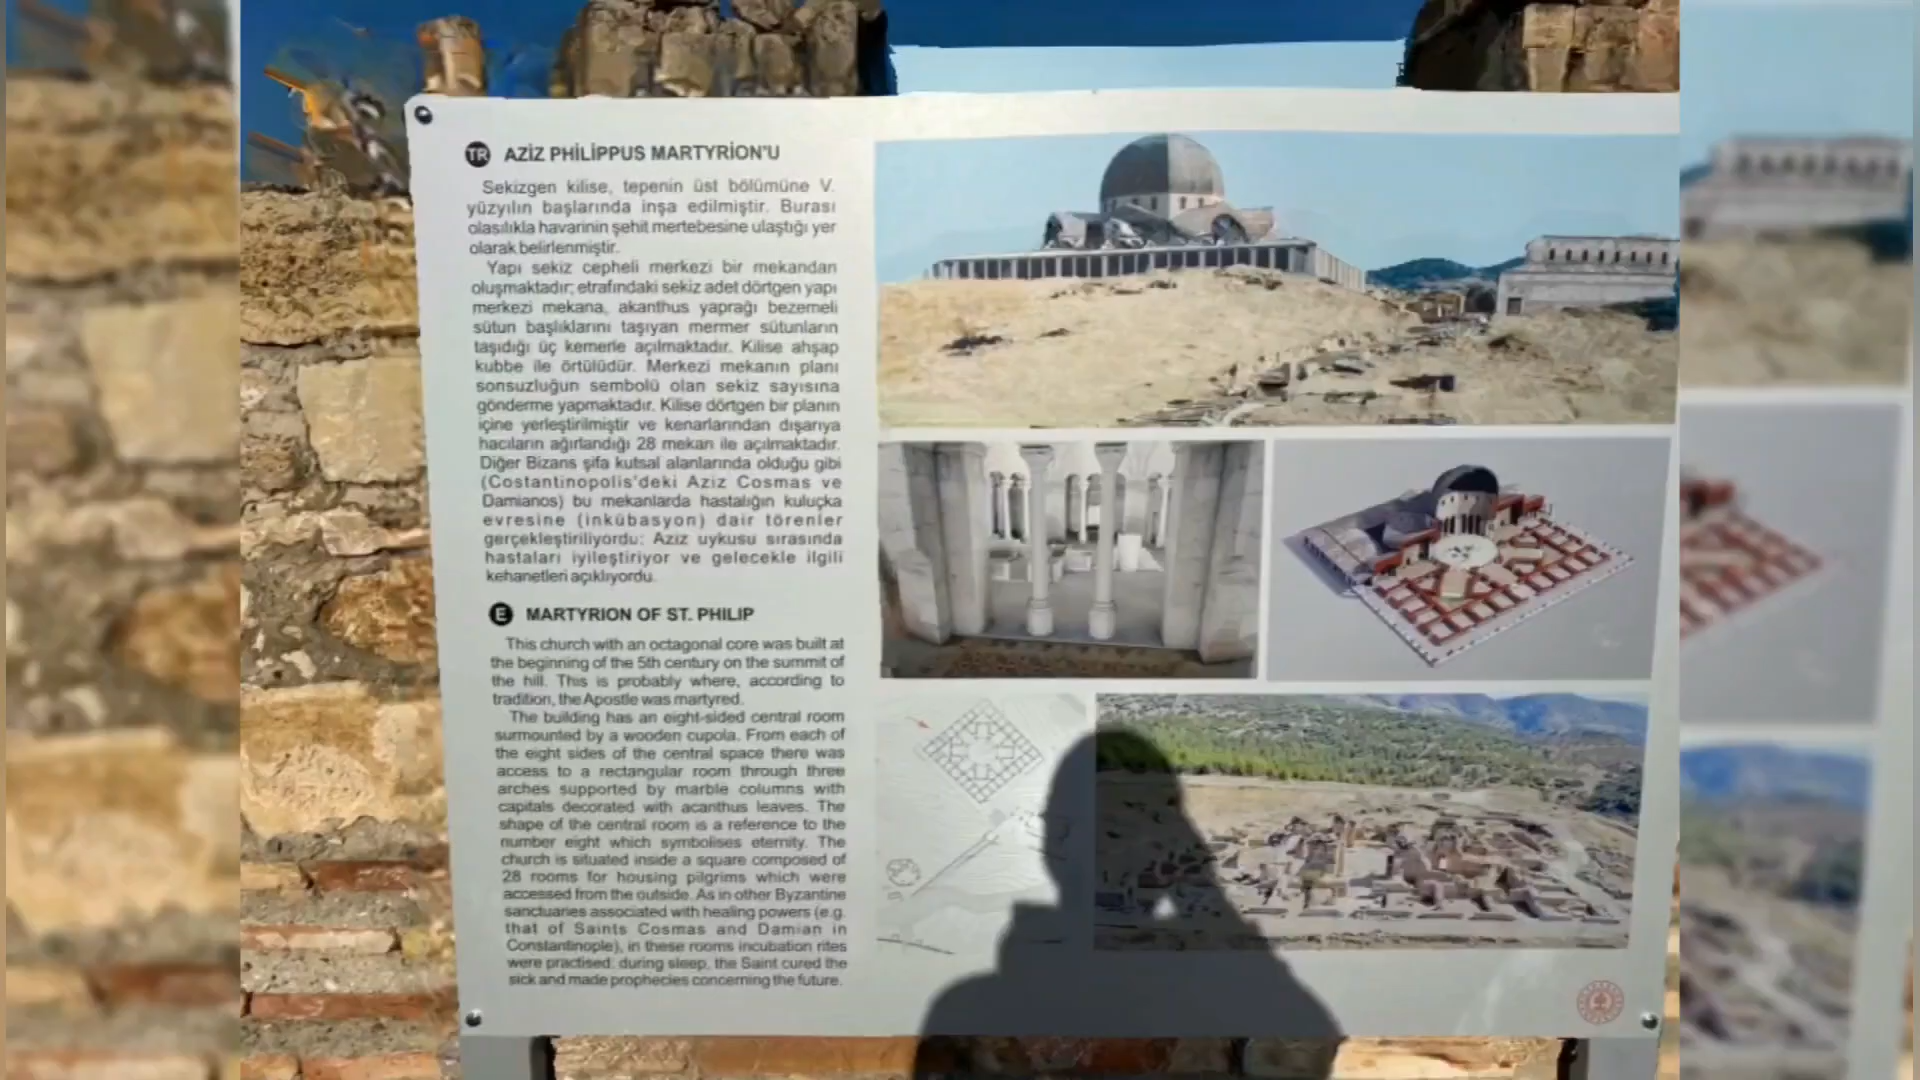 TR AZİZ PHİLİPPUS MARTYRİON'U
Sekizgen kilise, tepenin üst bölümüne V.
yüzyılın başlarında inşa edilmiştir. Burası
olasılıkla havarinin şehit mertebesine ulaştığı yer
olarak belirlenmiştir.
Yapı sekiz cepheli merkezi bir mekandan
oluşmaktadır; etrafındaki sekiz adet dörtgen yapı
merkezi mekana, akanthus yaprağı bezemeli
sütun başlıklarını taşıyan mermer sütunların
taşıdığı üç kemerle açılmaktadır. Kilise ahşap
kubbe ile örtülüdür. Merkezi mekanın planı
sonsuzluğun sembolü olan sekiz sayısına
gönderme yapmaktadır. Kilise dörtgen bir planın
içine yerleştirilmiştir ve kenarlarından dışarıya
hacıların ağırlandığı 28 mekan ile açılmaktadır.
Diğer Bizans şifa kutsal alanlarında olduğu gibi
(Costantinopolis'deki Aziz Cosmas ve
Damianos) bu mekanlarda hastalığın kuluçka
evresine (inkübasyon) dair törenler
gerçekleştiriliyordu: Aziz uykusu sırasında
hastaları iyileştiriyor ve gelecekle ilgili
kehanetleri açıklıyordu.
E MARTYRION OF ST. PHILIP
This church with an octagonal core was built at
the beginning of the 5th century on the summit of
the hill. This is probably where, according to
tradition, the Apostle was martyred.
The building has an eight-sided central room
surmounted by a wooden cupola. From each of
the eight sides of the central space there was
access to a rectangular room through three
arches supported by marble columns with
capitals decorated with acanthus leaves. The
shape of the central room is a reference to the
number eight which symbolises eternity. The
church is situated inside a square composed of
28 rooms for housing pilgrims which were
accessed from the outside. As in other Byzantine
sanctuaries associated with healing powers (e.g.
that of Saints Cosmas and Damian in
Constantinople), in these rooms incubation rites
were practised: during sleep, the Saint cured the
sick and made prophecies concerning the future.